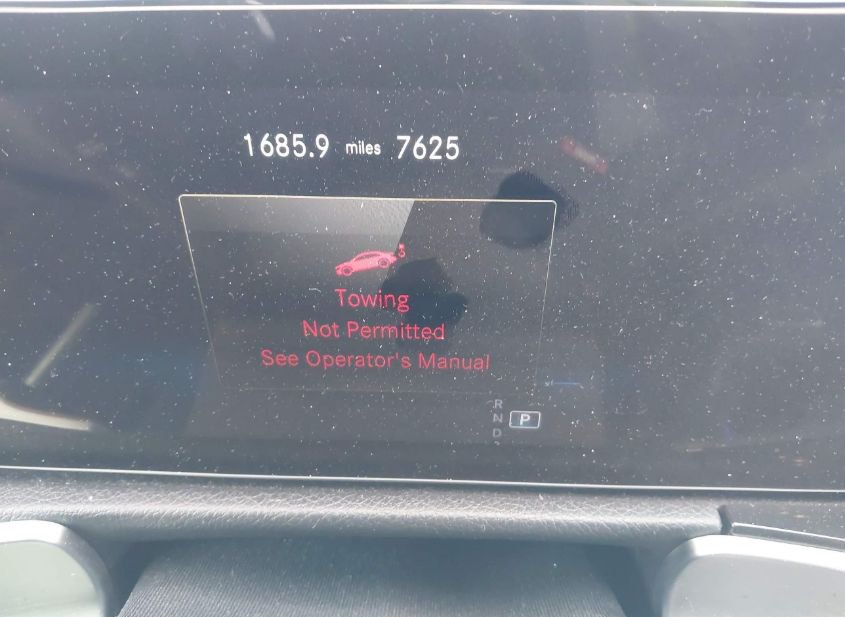 1685.9 miles 7625
Towing
Not Permitted
See Operator's Manual
R
N P
D